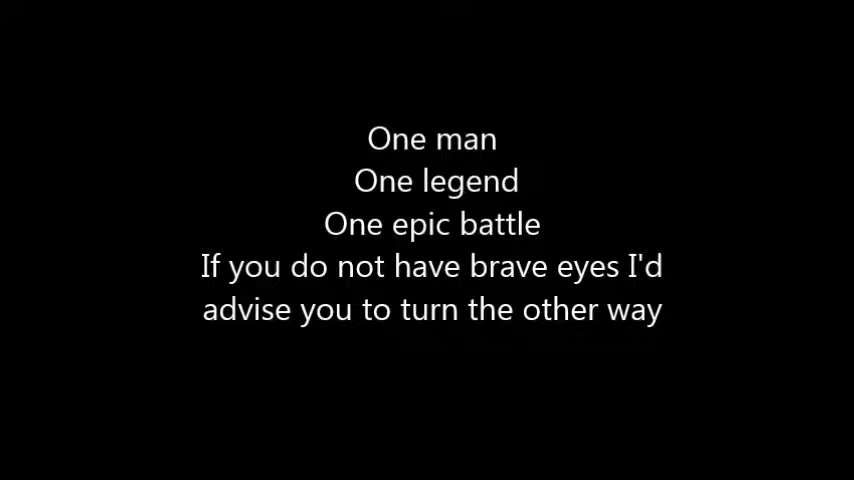 One man
One legend
One epic battle
If you do not have brave eyes I'd
advise you to turn the other way